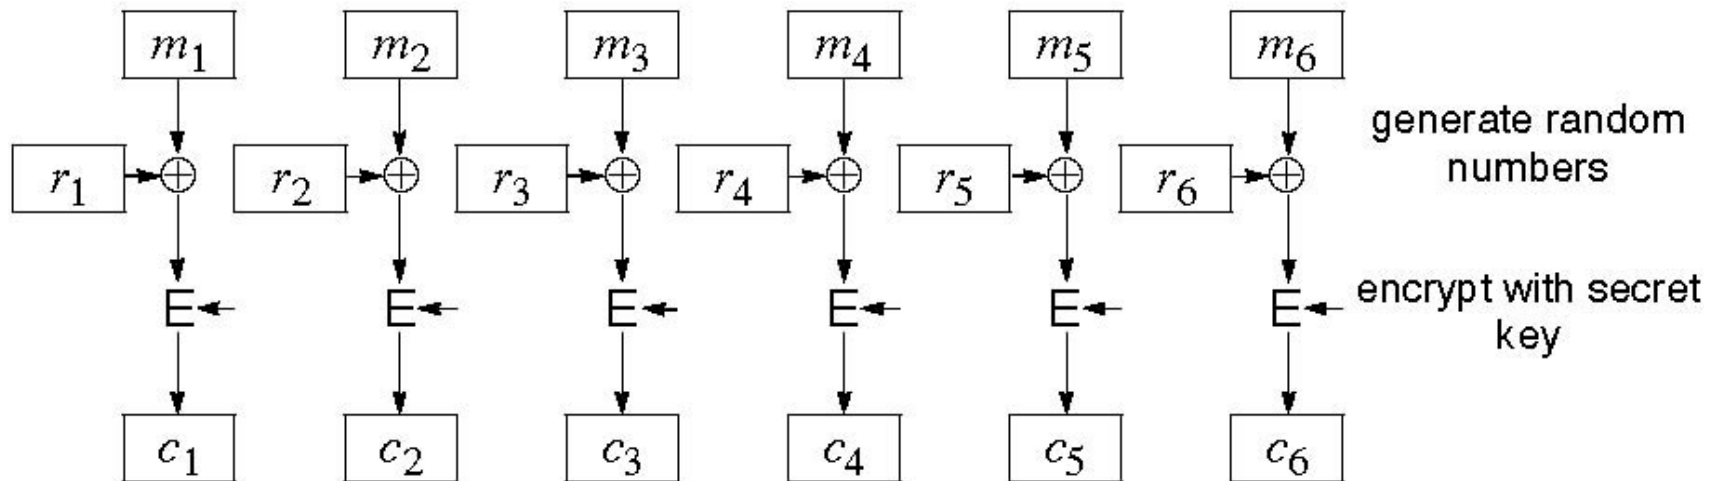 m1 m2 m3 m4 m5 m6
generate random
numbers
r1 r2 r3 r4 r5 r6
E E E E E E
encrypt with secret
key
c1 c2 c3 c4 c5 c6